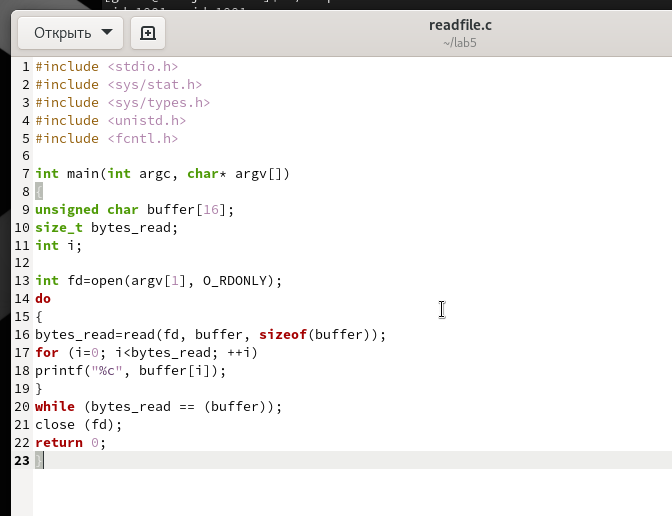 Открыть
readfile.c
~/lab5
1 #include <stdio.h>
2 #include <sys/stat.h>
3 #include <sys/types.h>
4 #include <unistd.h>
5 #include <fcntl.h>
6
7 int main(int argc, char* argv[])
8 {
9 unsigned char buffer[16];
10 size_t bytes_read;
11 int i;
12
13 int fd=open(argv[1], O_RDONLY);
14 do
15 {
16 bytes_read=read(fd, buffer, sizeof(buffer));
17 for (i=0; i<bytes_read; ++i)
18 printf("%c", buffer[i]);
19 }
20 while (bytes_read == (buffer));
21 close (fd);
22 return 0;
23 }